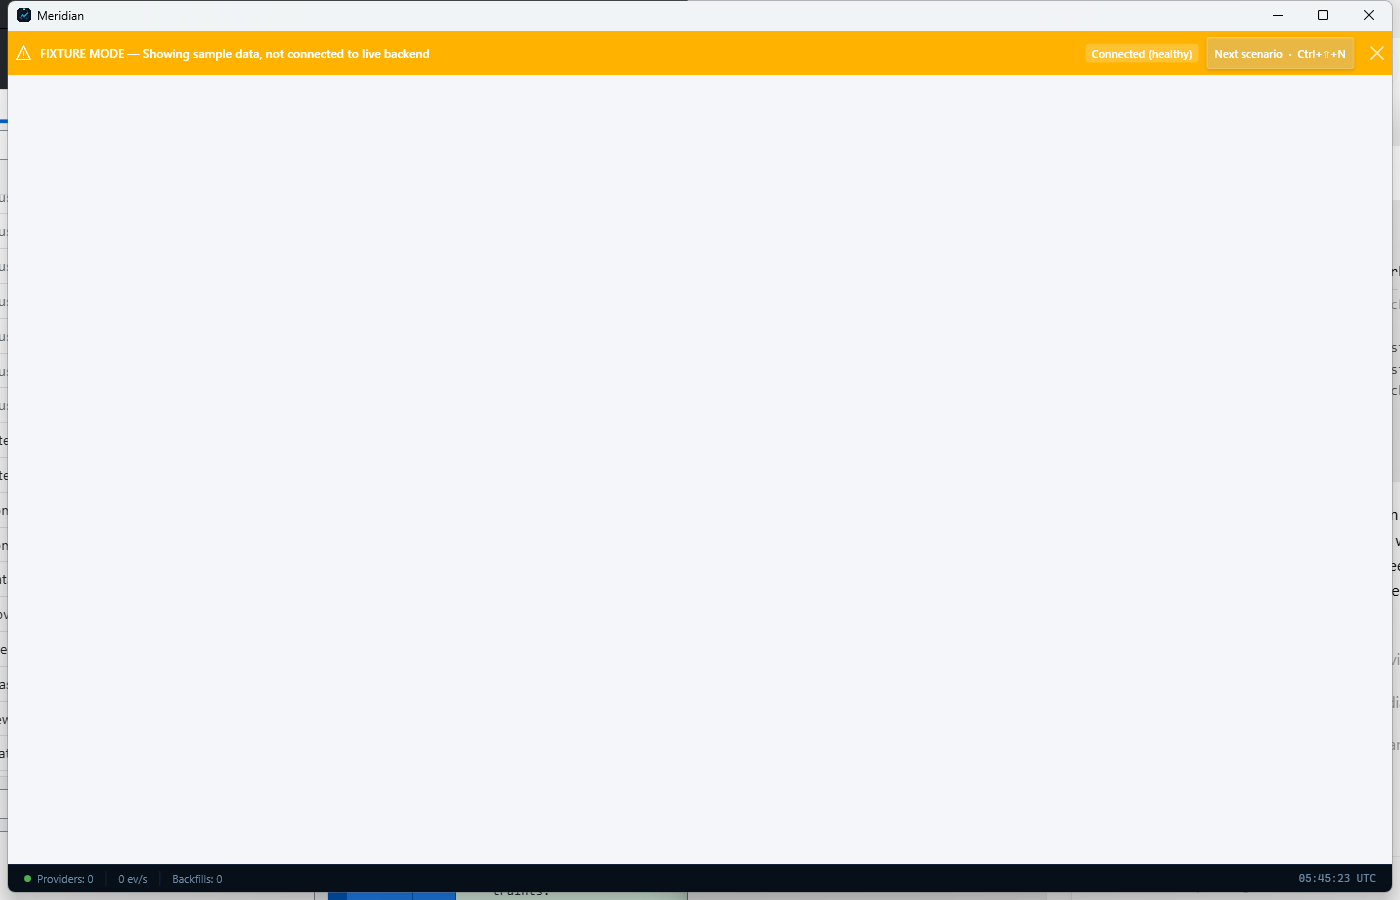 Meridian
FIXTURE MODE — Showing sample data, not connected to live backend
Connected (healthy)
Next scenario · Ctrl+⇧+N
Providers: 0
0 ev/s
Backfills: 0
05:45:23 UTC